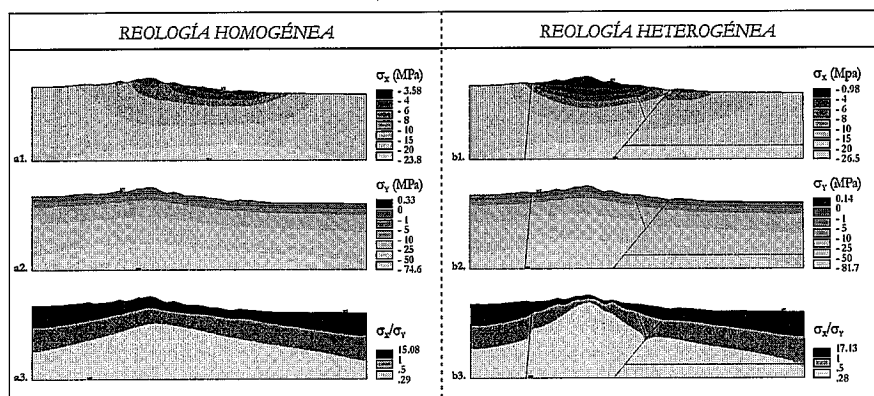 REOLOGÍA HOMOGÉNEA
REOLOGÍA HETEROGÉNEA
σx (MPa)
- 3.58
- 4
- 6
- 8
- 10
- 15
- 20
- 23.8
a1.
σx (Mpa)
- 0.98
- 4
- 6
- 8
- 10
- 15
- 20
- 26.5
b1.
σY (MPa)
0.33
0
- 1
- 5
- 10
- 25
- 50
- 74.6
a2.
σY (MPa)
0.14
0
- 1
- 5
- 10
- 25
- 50
- 81.7
b2.
σx/σY
15.08
1
.5
.29
a3.
σx/σY
17.13
1
.5
.28
b3.